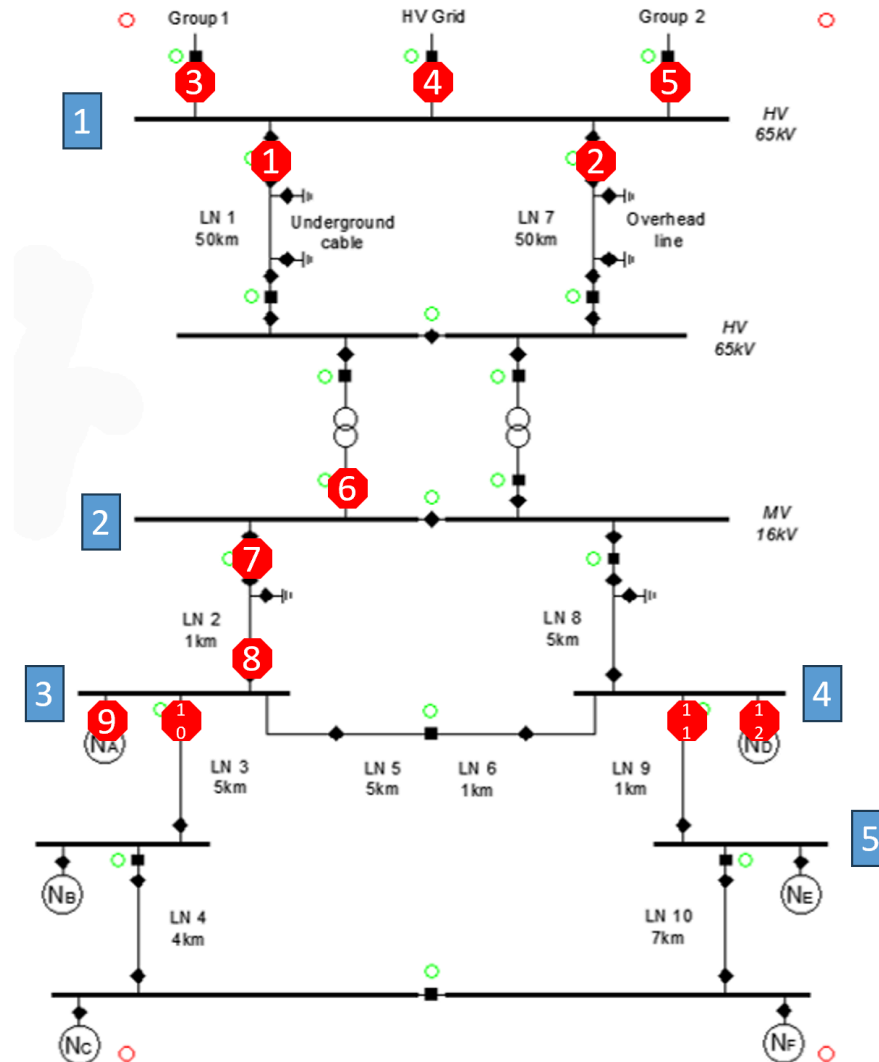 Group 1
HV Grid
Group 2
3
4
5
1
HV
65kV
1
2
LN 1
50km
Underground
cable
LN 7
50km
Overhead
line
HV
65kV
6
2
MV
16kV
7
LN 2
1km
LN 8
5km
8
3
4
9
10
11
12
NA
ND
LN 3
5km
LN 5
5km
LN 6
1km
LN 9
1km
5
NB
NE
LN 4
4km
LN 10
7km
NC
NF